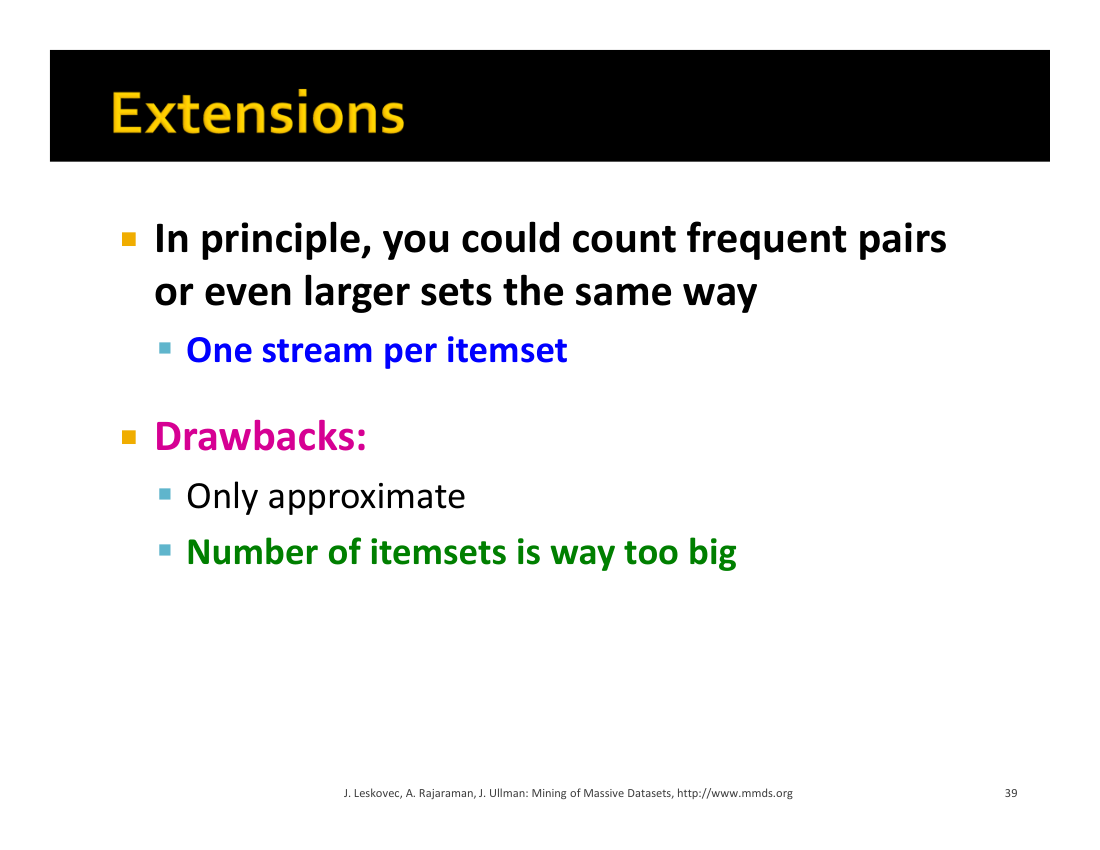 Extensions
In principle, you could count frequent pairs
or even larger sets the same way
One stream per itemset
Drawbacks:
Only approximate
Number of itemsets is way too big
J. Leskovec, A. Rajaraman, J. Ullman: Mining of Massive Datasets, http://www.mmds.org
39